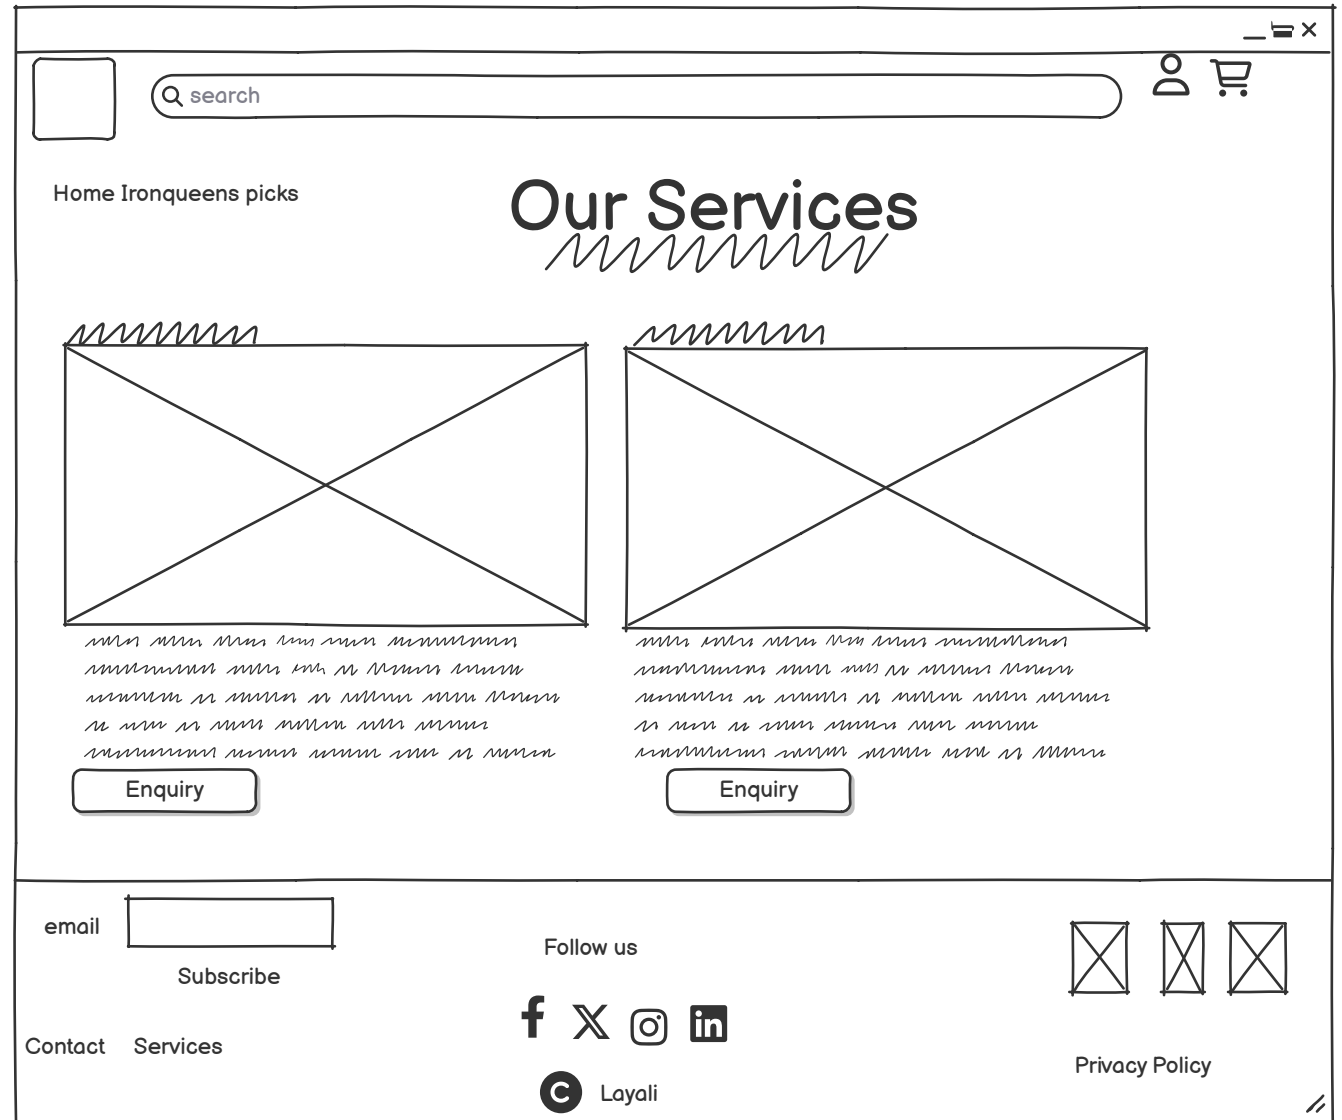 search
Home Ironqueens picks
Our Services
Enquiry
Enquiry
email
Subscribe
Follow us
Contact Services
Privacy Policy
C Layali